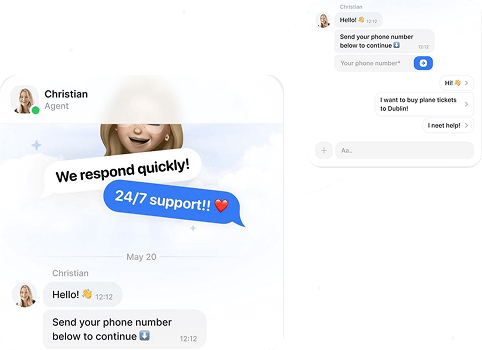 Christian
Agent
We respond quickly!
24/7 support!! ❤️
May 20
Christian
Hello! 👋 12:12
Send your phone number
below to continue ⬇️ 12:12
Christian
Hello! 👋 12:12
Send your phone number
below to continue ⬇️ 12:12
Your phone number*
Hi! 👋
I want to buy plane tickets
to Dublin!
I neet help!
Aa..